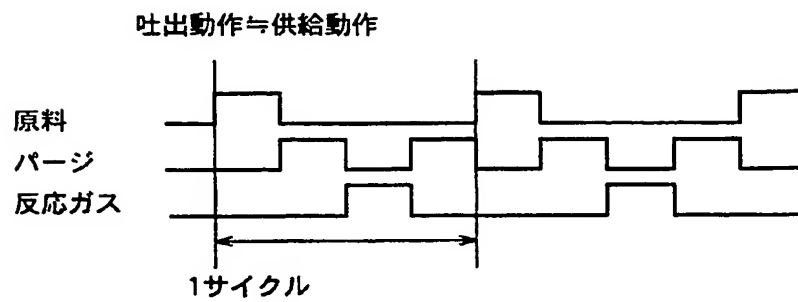 吐出動作≒供給動作
原料
パージ
反応ガス
1サイクル